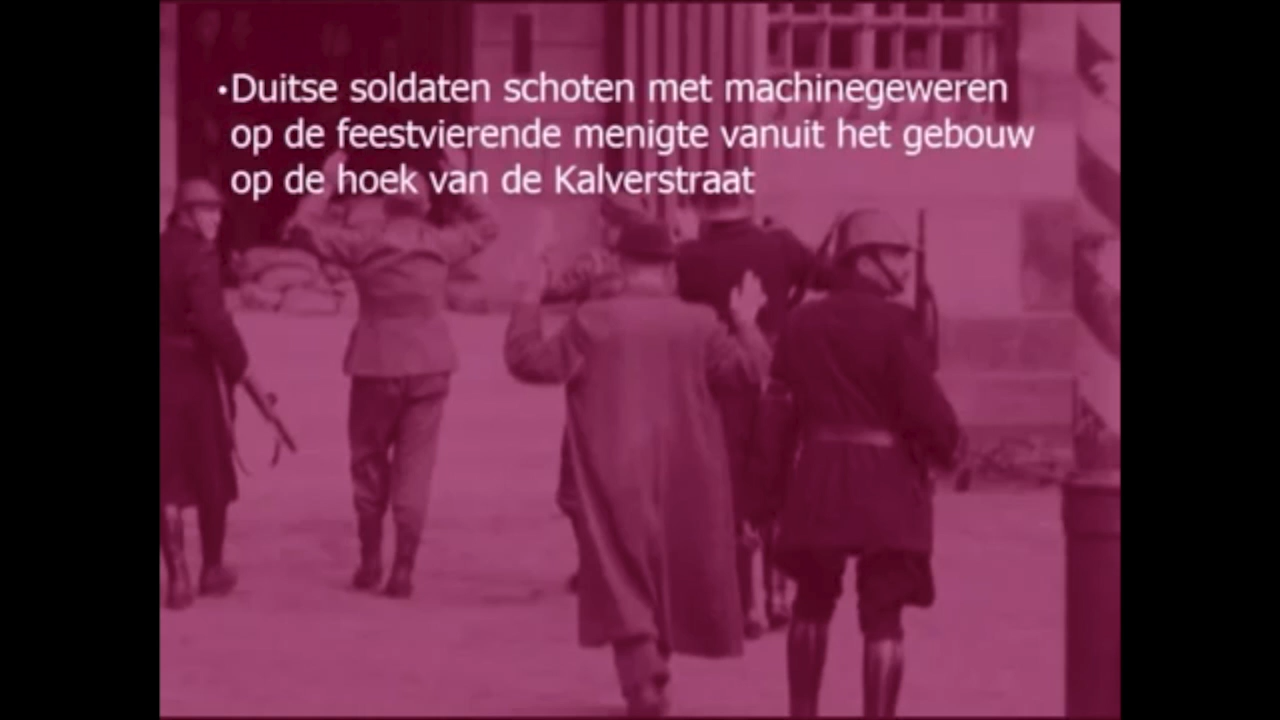 •Duitse soldaten schoten met machinegeweren
op de feestvierende menigte vanuit het gebouw
op de hoek van de Kalverstraat